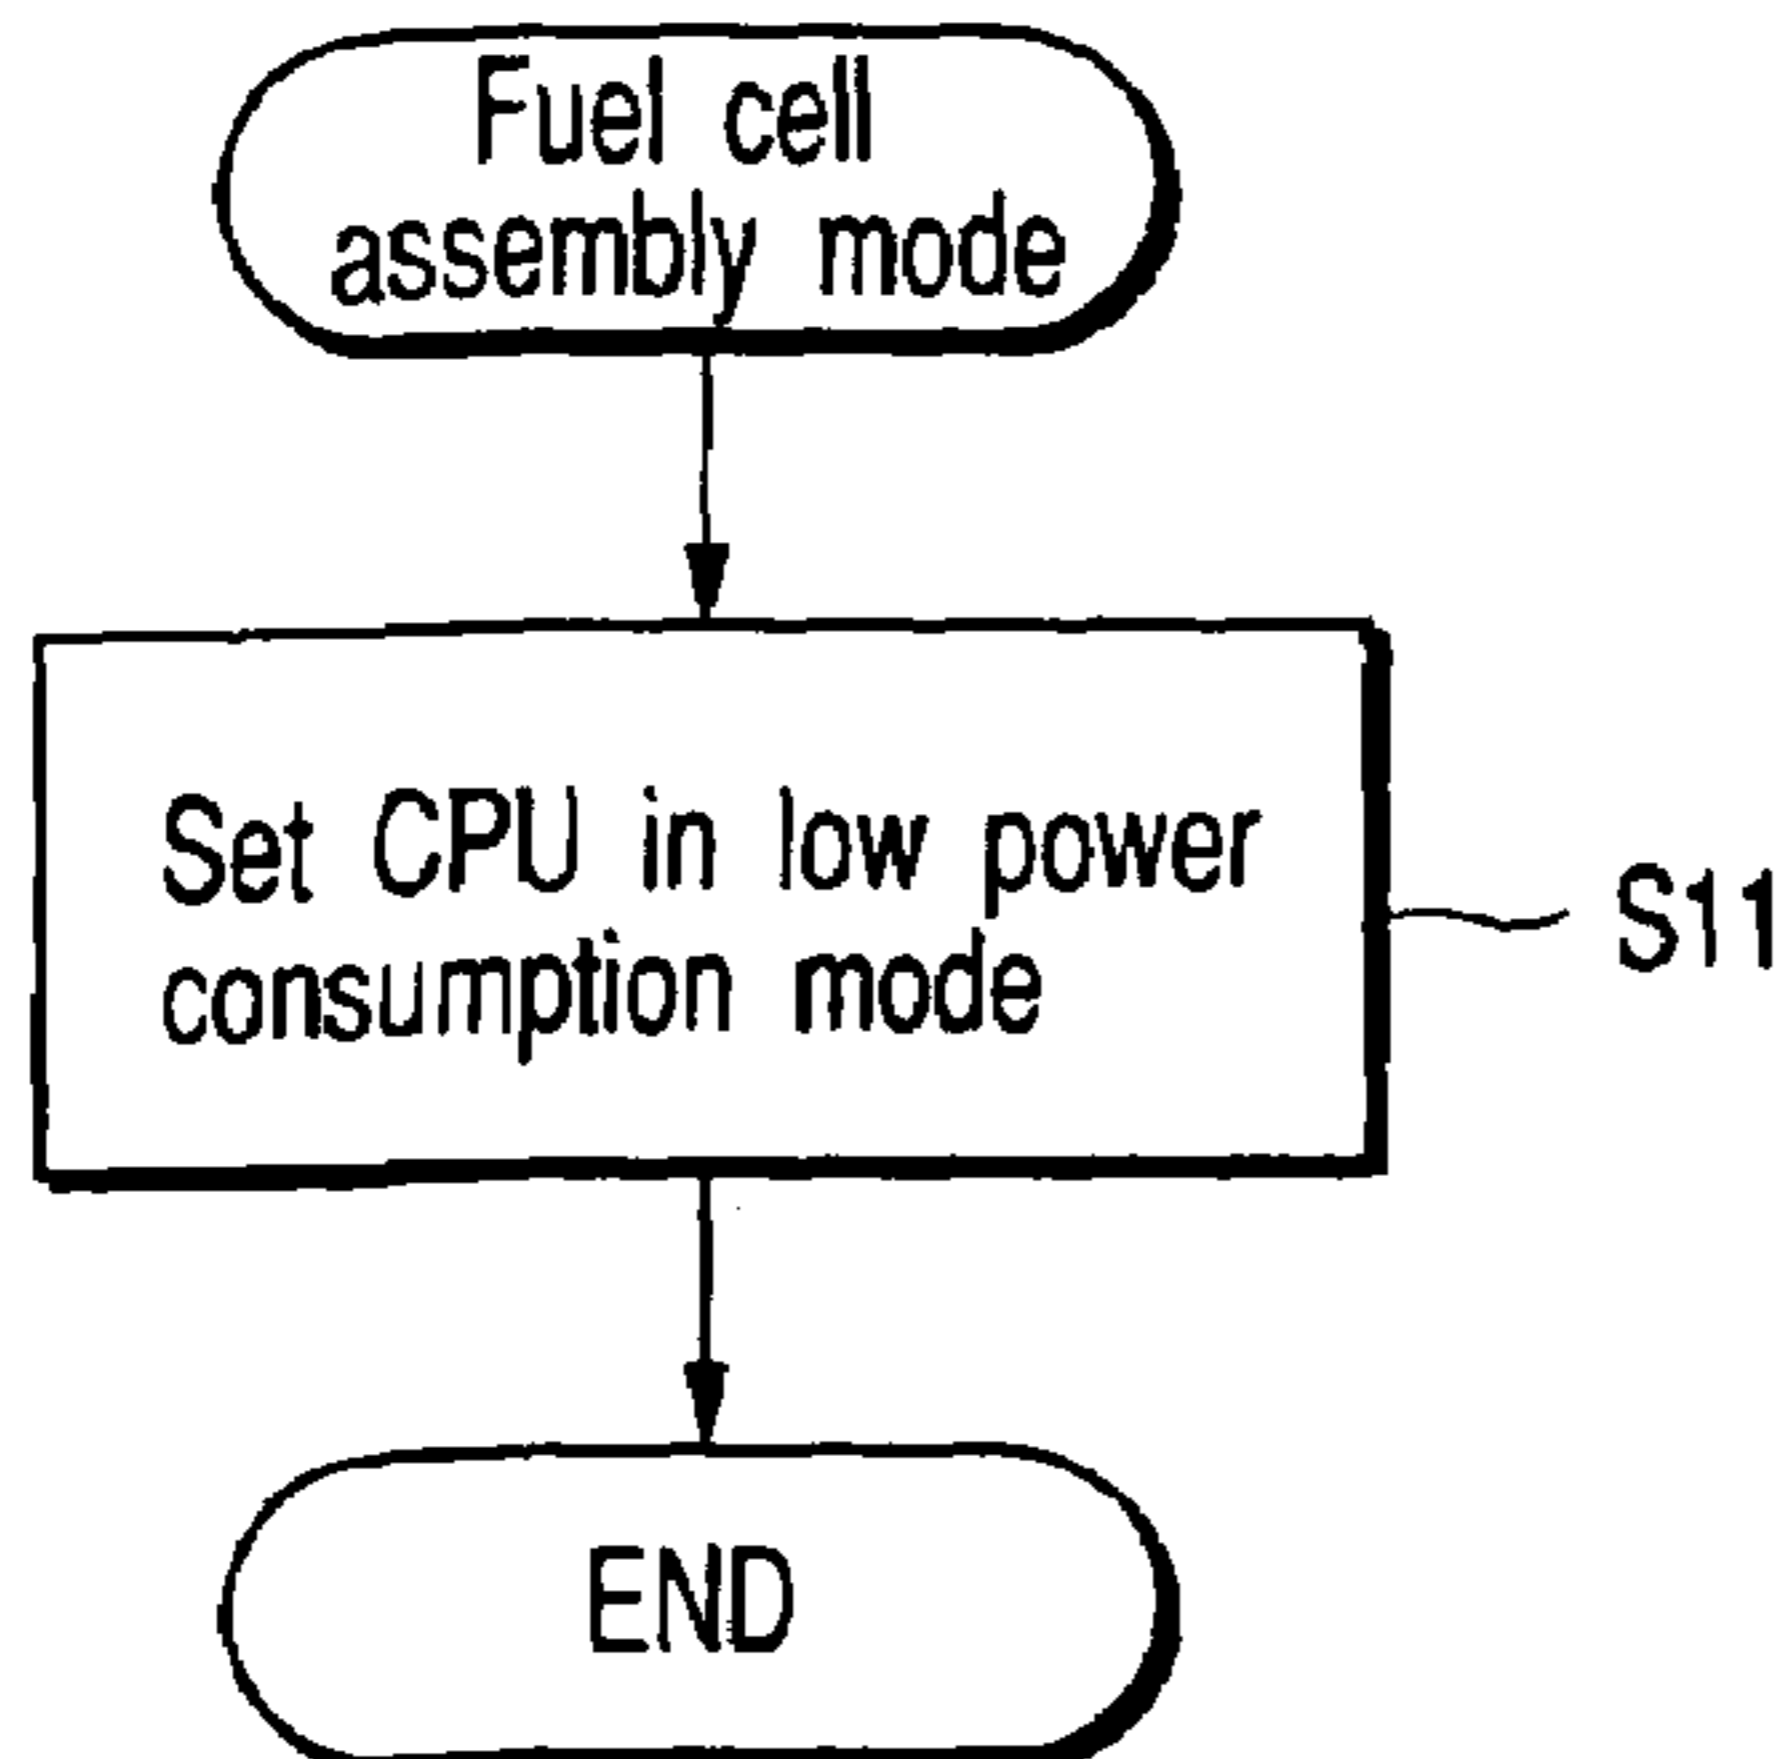 Fuel cell
assembly mode
Set CPU in low power
consumption mode
S11
END